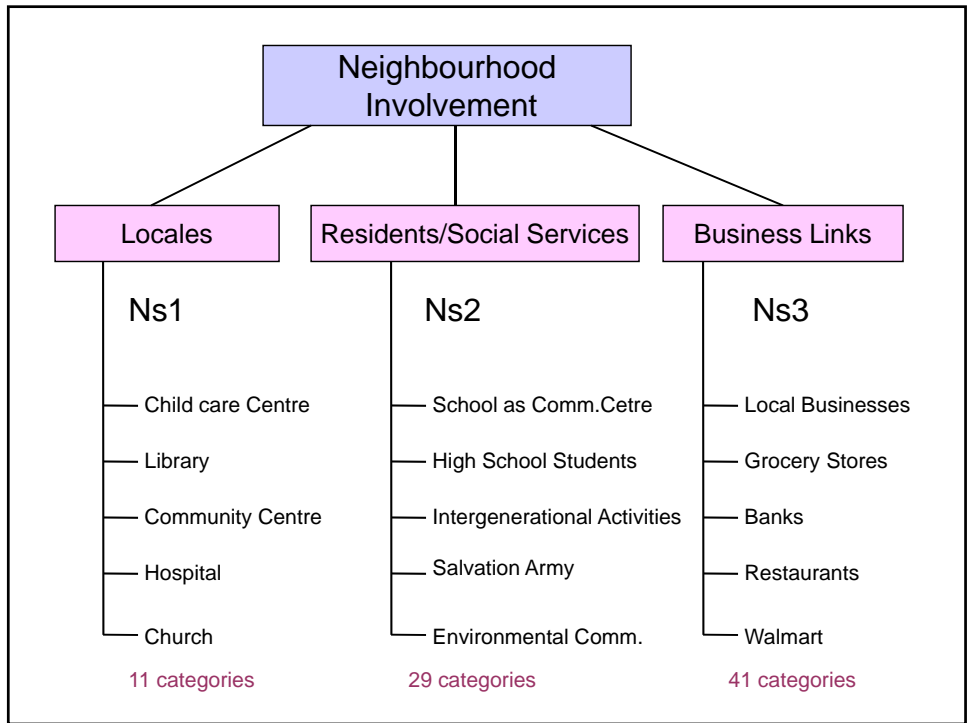 Neighbourhood
Involvement
Locales
Residents/Social Services
Business Links
Ns1
Ns2
Ns3
Child care Centre
Library
Community Centre
Hospital
Church
11 categories
School as Comm.Cetre
High School Students
Intergenerational Activities
Salvation Army
Environmental Comm.
29 categories
Local Businesses
Grocery Stores
Banks
Restaurants
Walmart
41 categories